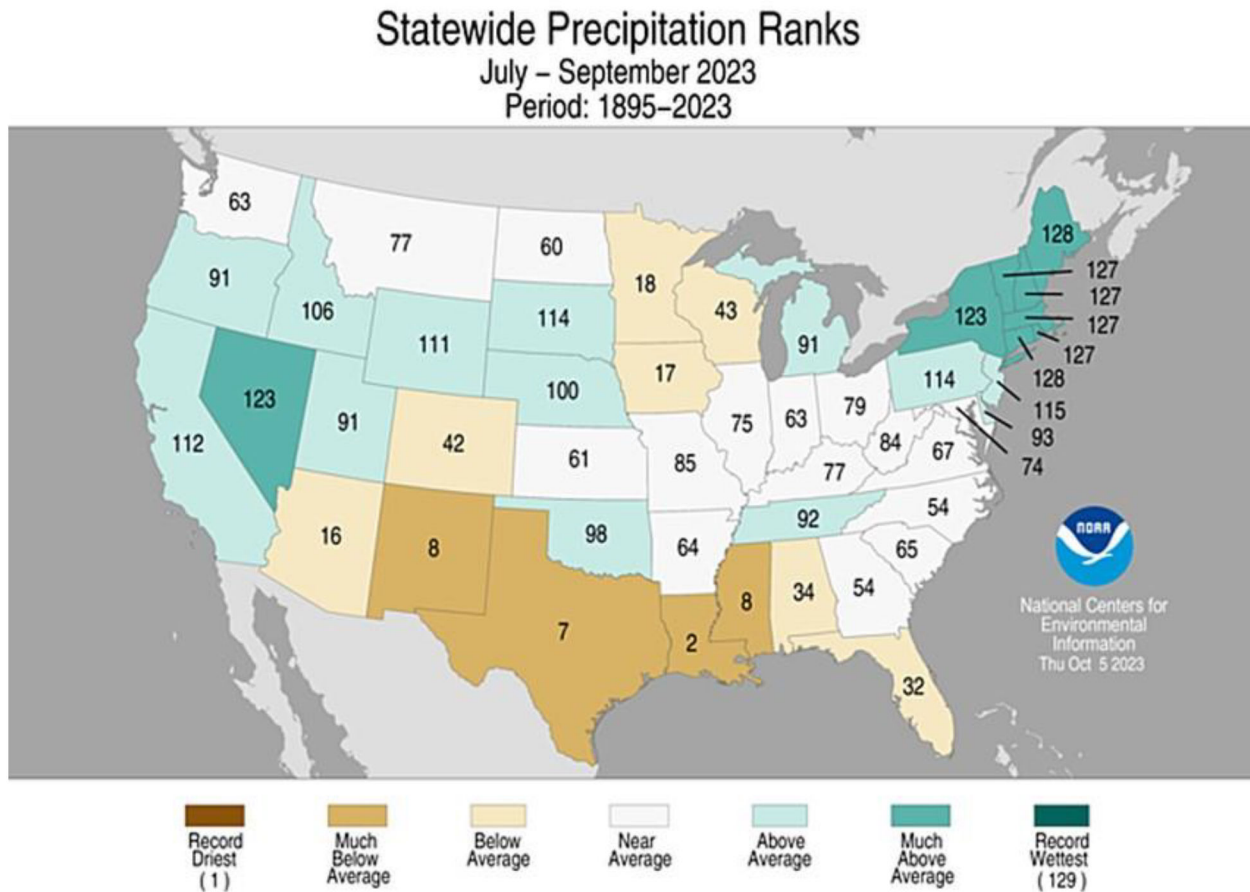 Statewide Precipitation Ranks
July – September 2023
Period: 1895–2023
63
77
60
18
43
128
127
127
127
127
128
115
93
74
91
106
111
114
100
17
91
123
114
112
123
91
42
61
85
75
63
79
84
67
77
54
16
8
98
64
92
65
7
2
8
34
54
32
NOAA
National Centers for
Environmental
Information
Thu Oct 5 2023
Record
Driest
( 1 )
Much
Below
Average
Below
Average
Near
Average
Above
Average
Much
Above
Average
Record
Wettest
( 129 )